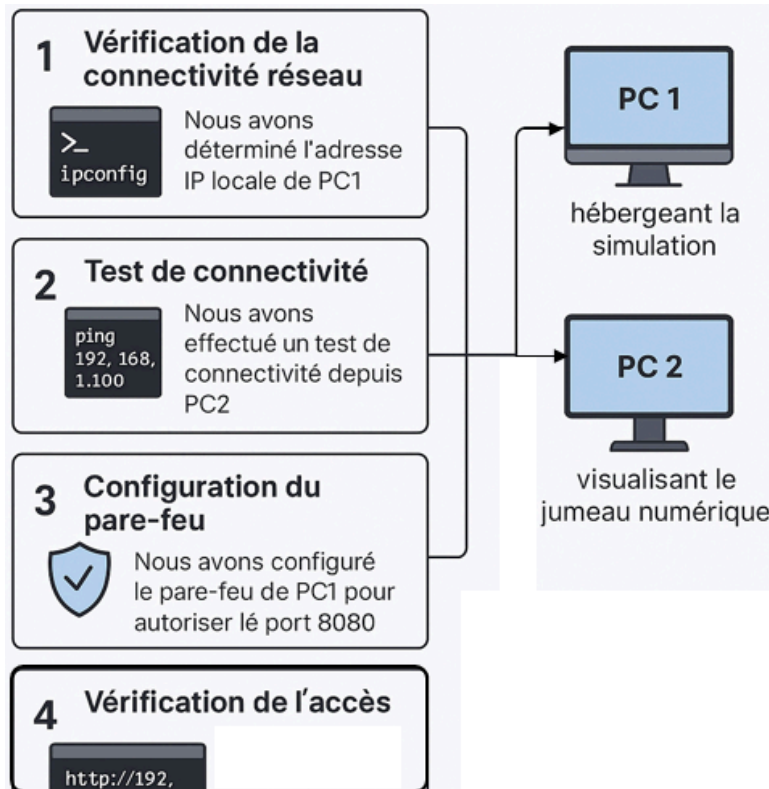 1 Vérification de la
connectivité réseau
>_
ipconfig
Nous avons
déterminé l'adresse
IP locale de PC1
2 Test de connectivité
ping
192, 168,
1.100
Nous avons
effectué un test de
connectivité depuis
PC2
3 Configuration du
pare-feu
Nous avons configuré
le pare-feu de PC1 pour
autoriser lé port 8080
4 Vérification de l'accès
http://192,
PC 1
hébergeant la
simulation
PC 2
visualisant le
jumeau numérique